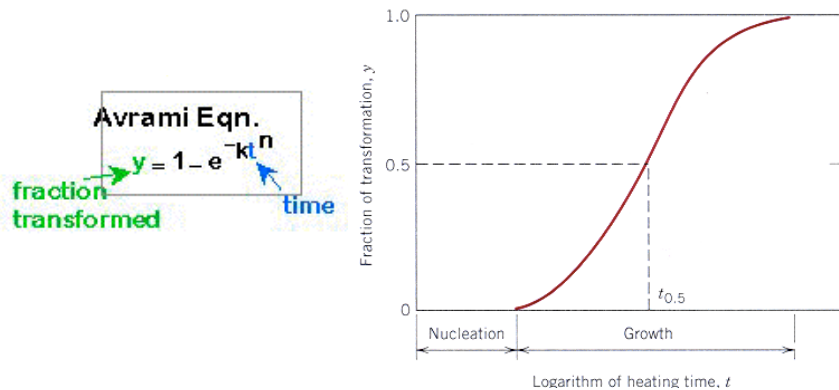 Avrami Eqn.
y = 1 – e^-kt^n
fraction
transformed
time
1.0
0.5
0
Fraction of transformation, y
t0.5
Nucleation
Growth
Logarithm of heating time, t